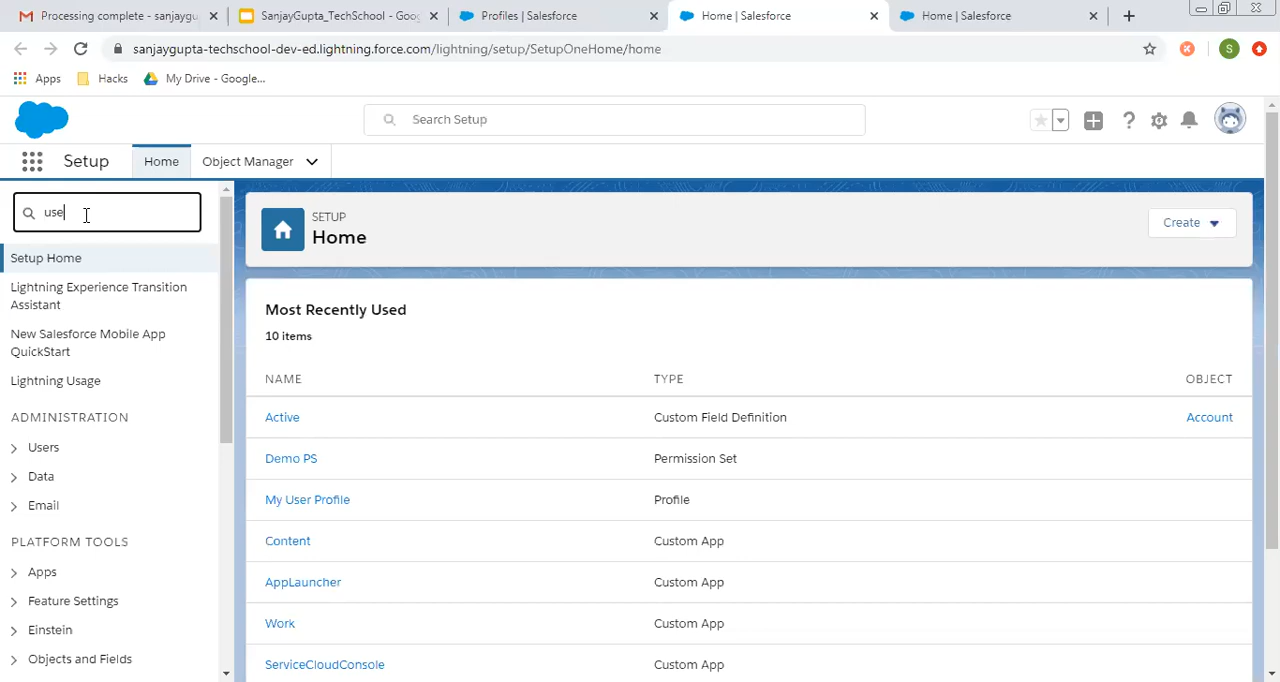 Processing complete - sanjaygu
SanjayGupta_TechSchool - Goog
Profiles | Salesforce
Home | Salesforce
Home | Salesforce
sanjaygupta-techschool-dev-ed.lightning.force.com/lightning/setup/SetupOneHome/home
S
Apps
Hacks
My Drive - Google...
Search Setup
Setup
Home
Object Manager
use
SETUP
Home
Create
Setup Home
Lightning Experience Transition
Assistant
New Salesforce Mobile App
QuickStart
Lightning Usage
ADMINISTRATION
Users
Data
Email
PLATFORM TOOLS
Apps
Feature Settings
Einstein
Objects and Fields
Most Recently Used
10 items
NAME TYPE OBJECT
Active Custom Field Definition Account
Demo PS Permission Set
My User Profile Profile
Content Custom App
AppLauncher Custom App
Work Custom App
ServiceCloudConsole Custom App